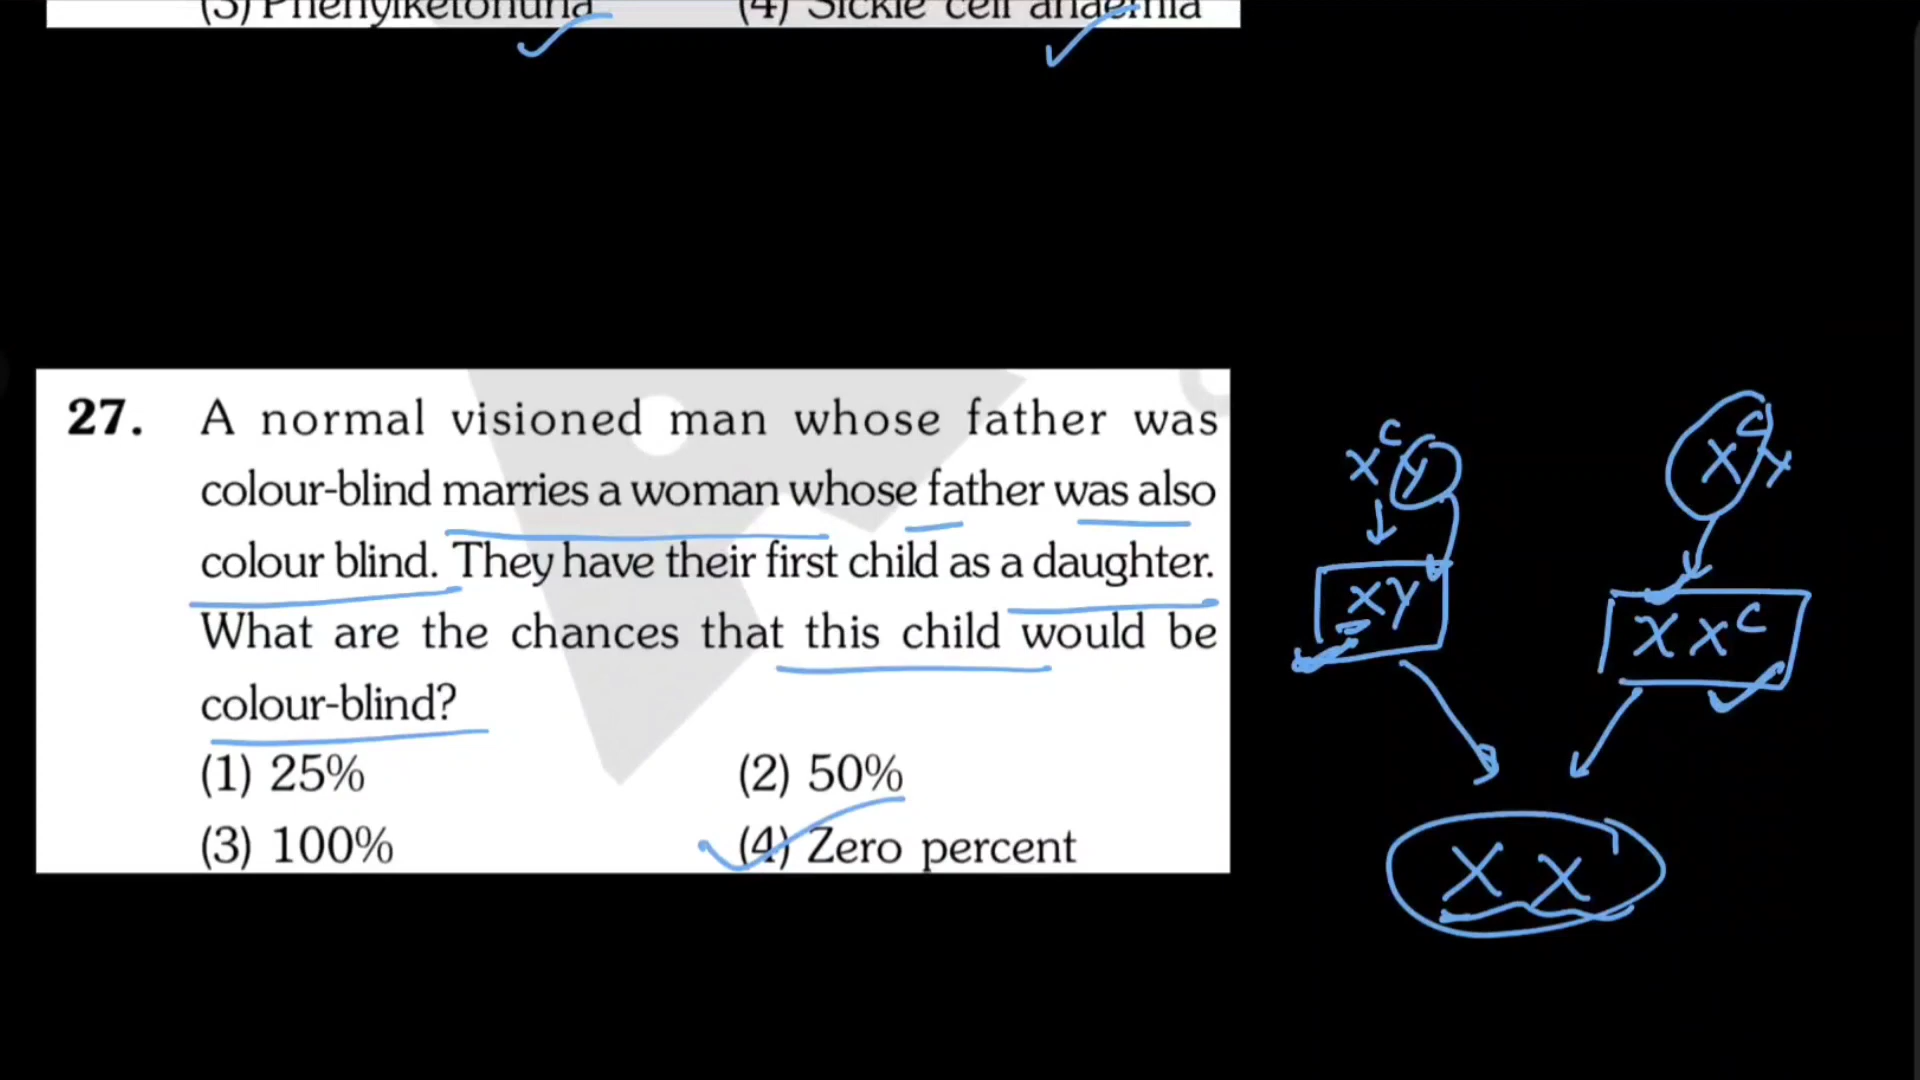 (3) Phenylketonuria (4) Sickle cell anaemia
27. A normal visioned man whose father was
colour-blind marries a woman whose father was also
colour blind. They have their first child as a daughter.
What are the chances that this child would be
colour-blind?
(1) 25% (2) 50%
(3) 100% (4) Zero percent
X^C Y
X^C Y
XY
X X^C
X X